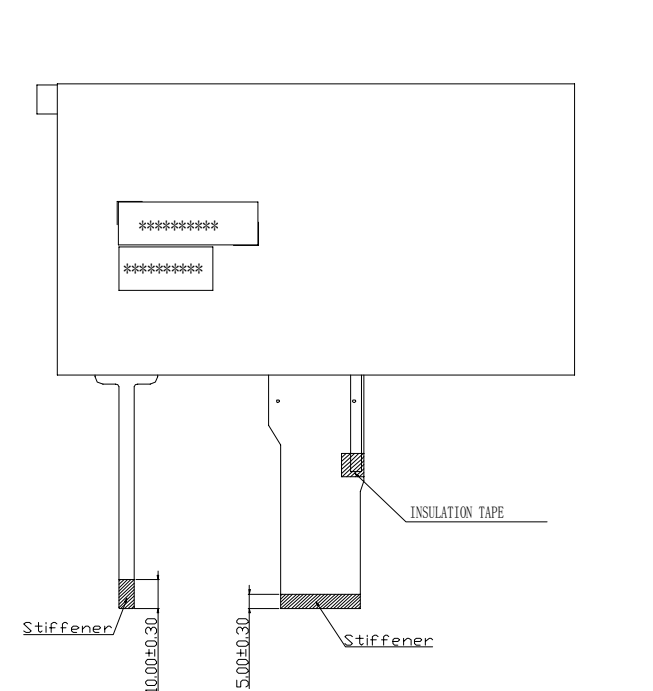 **********
**********
INSULATION TAPE
Stiffener
10.00±0.30
5.00±0.30
Stiffener